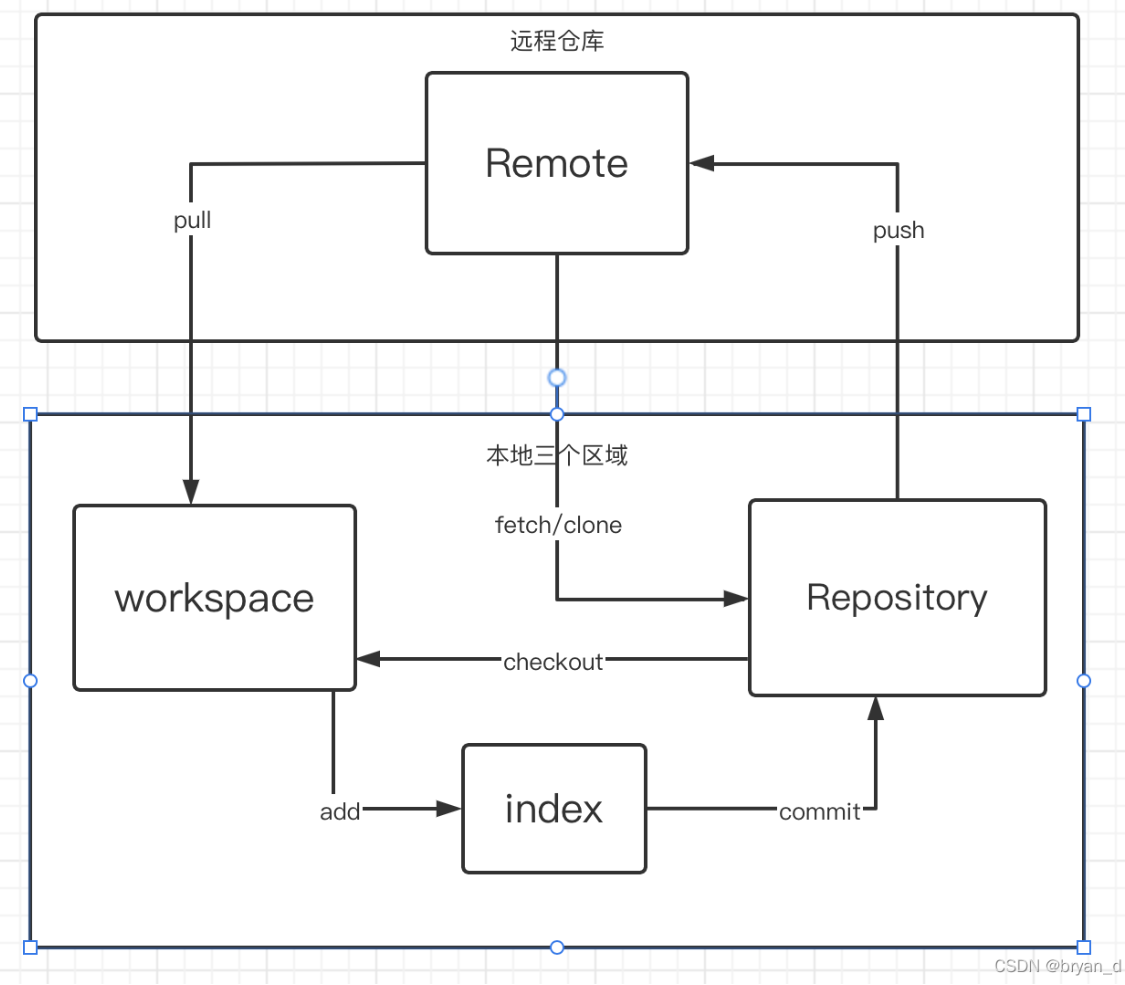 远程仓库
Remote
pull
push
本地三个区域
fetch/clone
workspace
Repository
checkout
index
add
commit
CSDN @bryan_d